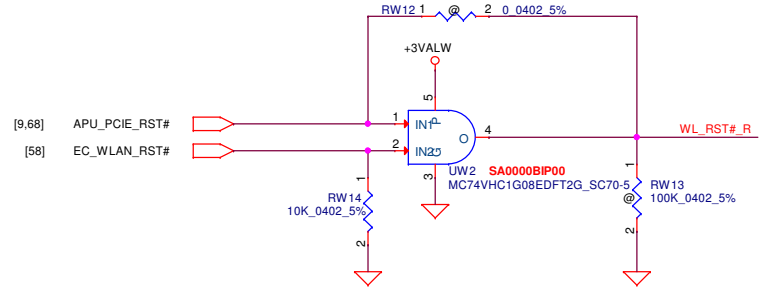 RW12 1 @ 2 0_0402_5%
+3VALW
5
[9,68] APU_PCIE_RST# 1 IN1 P
O 4
WL_RST#_R
[58] EC_WLAN_RST# 2 IN2 G
3
UW2 SA0000BIP00
MC74VHC1G08EDFT2G_SC70-5
1
RW14
10K_0402_5%
2
1
RW13
@ 100K_0402_5%
2